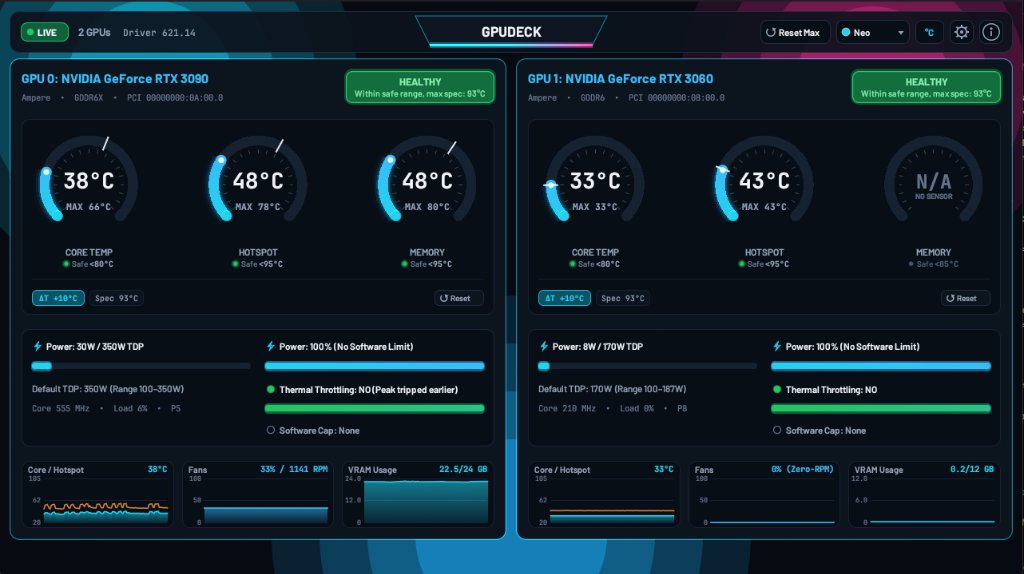 LIVE
2 GPUs
Driver 621.14
GPUDECK
Reset Max
Neo
°C
GPU 0: NVIDIA GeForce RTX 3090
Ampere • GDDR6X • PCI 00000000:0A:00.0
HEALTHY
Within safe range, max spec: 93°C
38°C
MAX 66°C
CORE TEMP
Safe <80°C
48°C
MAX 78°C
HOTSPOT
Safe <95°C
48°C
MAX 80°C
MEMORY
Safe <95°C
ΔT +10°C
Spec 93°C
Reset
Power: 30W / 350W TDP
Default TDP: 350W (Range 100–350W)
Core 555 MHz • Load 6% • P5
Power: 100% (No Software Limit)
Thermal Throttling: NO (Peak tripped earlier)
Software Cap: None
Core / Hotspot 38°C
105
62
20
Fans 33% / 1141 RPM
100
50
0
VRAM Usage 22.5/24 GB
24.0
12.0
0
GPU 1: NVIDIA GeForce RTX 3060
Ampere • GDDR6 • PCI 00000000:0B:00.0
HEALTHY
Within safe range, max spec: 93°C
33°C
MAX 33°C
CORE TEMP
Safe <80°C
43°C
MAX 43°C
HOTSPOT
Safe <95°C
N/A
NO SENSOR
MEMORY
Safe <85°C
ΔT +10°C
Spec 93°C
Reset
Power: 8W / 170W TDP
Default TDP: 170W (Range 100–187W)
Core 210 MHz • Load 0% • P8
Power: 100% (No Software Limit)
Thermal Throttling: NO
Software Cap: None
Core / Hotspot 33°C
105
62
20
Fans 0% (Zero-RPM)
100
50
0
VRAM Usage 0.2/12 GB
12.0
6.0
0